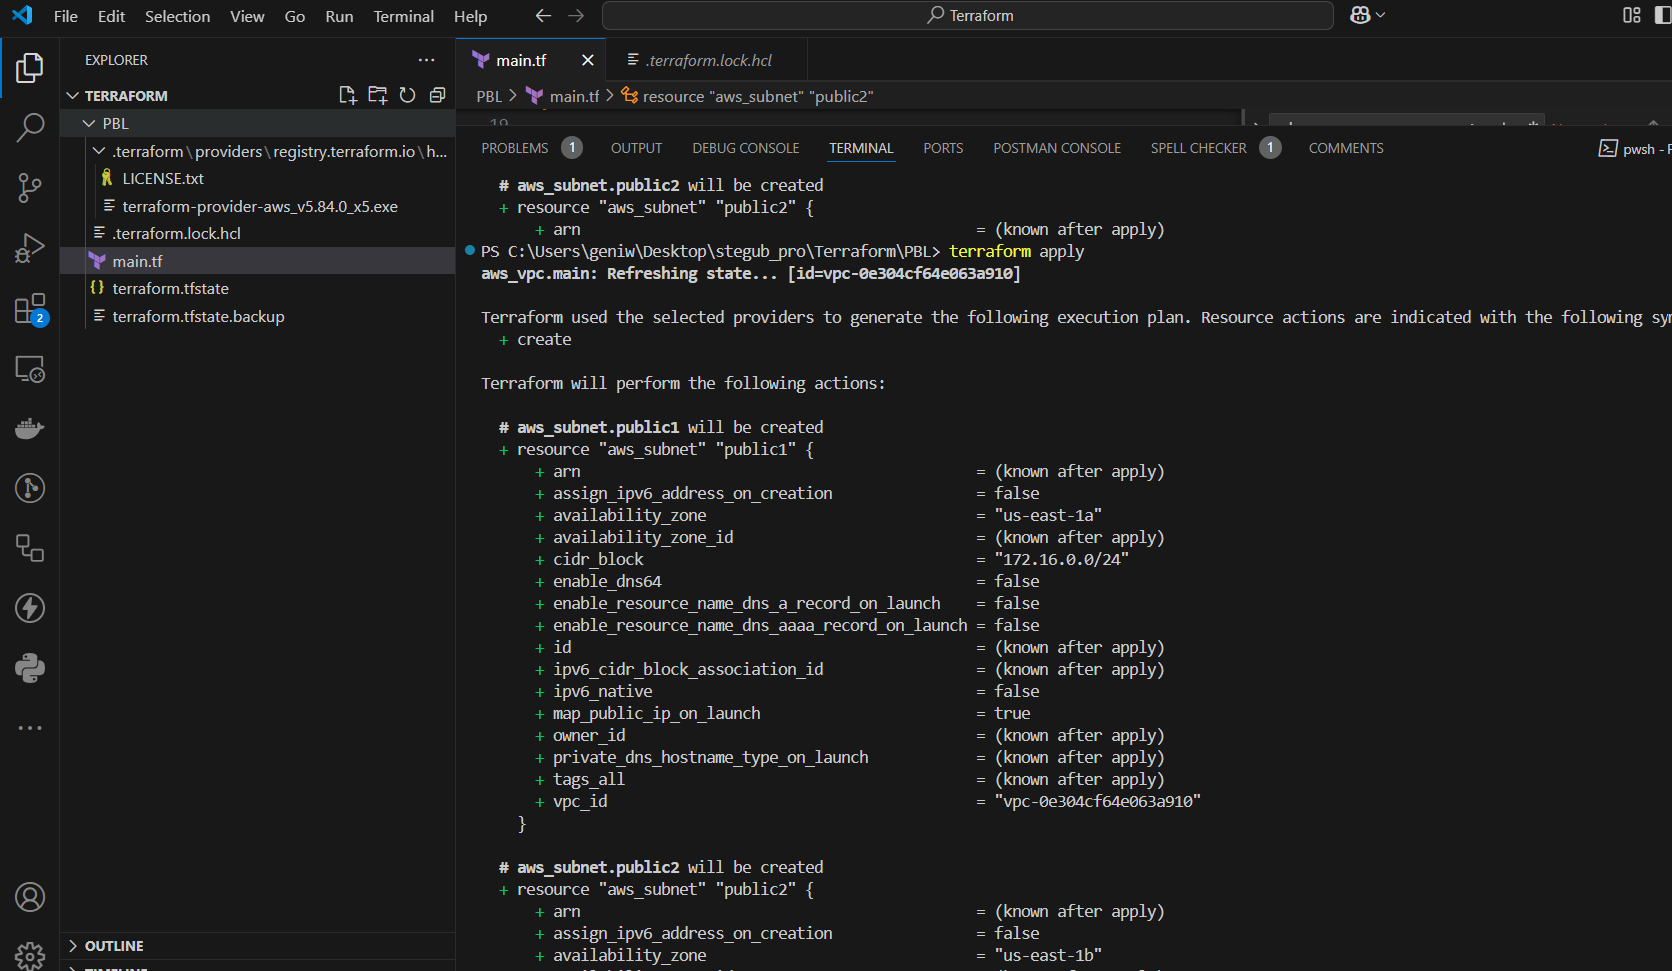 File Edit Selection View Go Run Terminal Help
Terraform
EXPLORER
TERRAFORM
PBL
.terraform\providers\registry.terraform.io\h...
LICENSE.txt
terraform-provider-aws_v5.84.0_x5.exe
.terraform.lock.hcl
main.tf
terraform.tfstate
terraform.tfstate.backup
2
OUTLINE
main.tf
.terraform.lock.hcl
PBL > main.tf > resource "aws_subnet" "public2"
19
PROBLEMS 1 OUTPUT DEBUG CONSOLE TERMINAL PORTS POSTMAN CONSOLE SPELL CHECKER 1 COMMENTS
pwsh -
# aws_subnet.public2 will be created
+ resource "aws_subnet" "public2" {
+ arn = (known after apply)
PS C:\Users\geniw\Desktop\stegub_pro\Terraform\PBL> terraform apply
aws_vpc.main: Refreshing state... [id=vpc-0e304cf64e063a910]
Terraform used the selected providers to generate the following execution plan. Resource actions are indicated with the following sy
+ create
Terraform will perform the following actions:
# aws_subnet.public1 will be created
+ resource "aws_subnet" "public1" {
+ arn = (known after apply)
+ assign_ipv6_address_on_creation = false
+ availability_zone = "us-east-1a"
+ availability_zone_id = (known after apply)
+ cidr_block = "172.16.0.0/24"
+ enable_dns64 = false
+ enable_resource_name_dns_a_record_on_launch = false
+ enable_resource_name_dns_aaaa_record_on_launch = false
+ id = (known after apply)
+ ipv6_cidr_block_association_id = (known after apply)
+ ipv6_native = false
+ map_public_ip_on_launch = true
+ owner_id = (known after apply)
+ private_dns_hostname_type_on_launch = (known after apply)
+ tags_all = (known after apply)
+ vpc_id = "vpc-0e304cf64e063a910"
}
# aws_subnet.public2 will be created
+ resource "aws_subnet" "public2" {
+ arn = (known after apply)
+ assign_ipv6_address_on_creation = false
+ availability_zone = "us-east-1b"